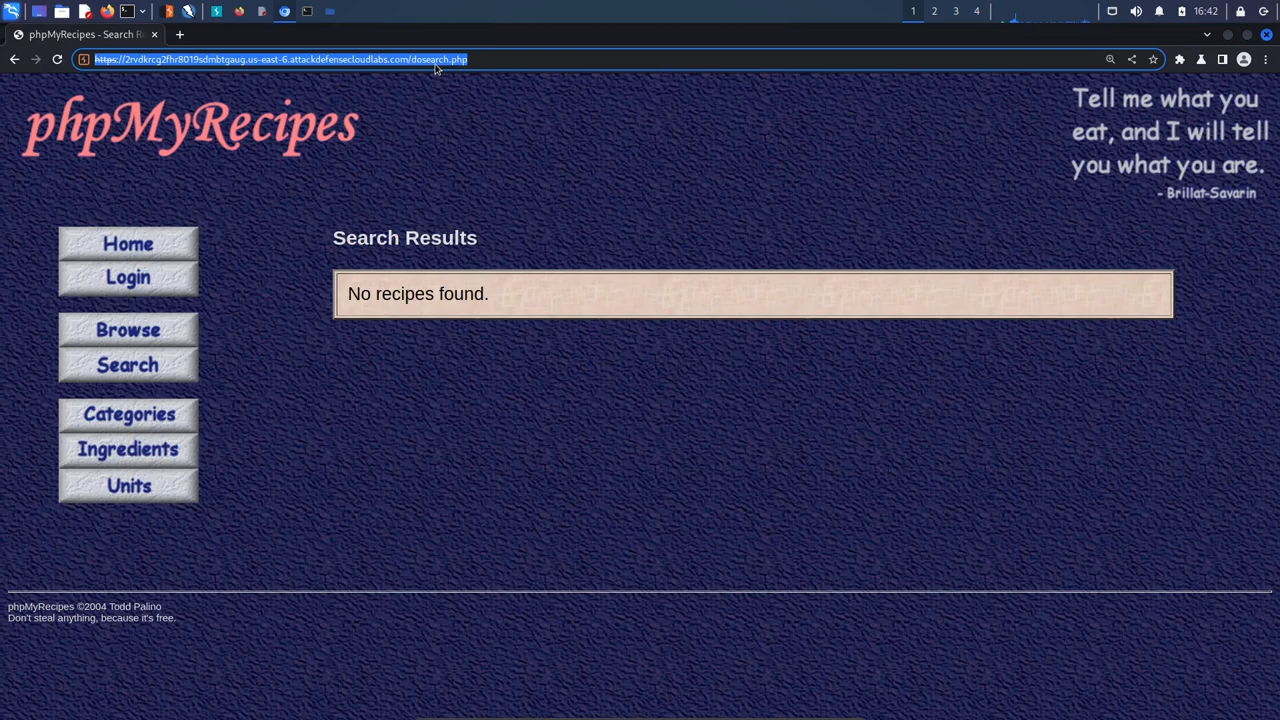 16:42
1 2 3 4
phpMyRecipes - Search R
https://2rvdkrcg2fhr8019sdmbtgaug.us-east-6.attackdefensecloudlabs.com/dosearch.php
phpMyRecipes
Tell me what you
eat, and I will tell
you what you are.
- Brillat-Savarin
Home
Login
Browse
Search
Categories
Ingredients
Units
Search Results
No recipes found.
phpMyRecipes ©2004 Todd Palino
Don't steal anything, because it's free.